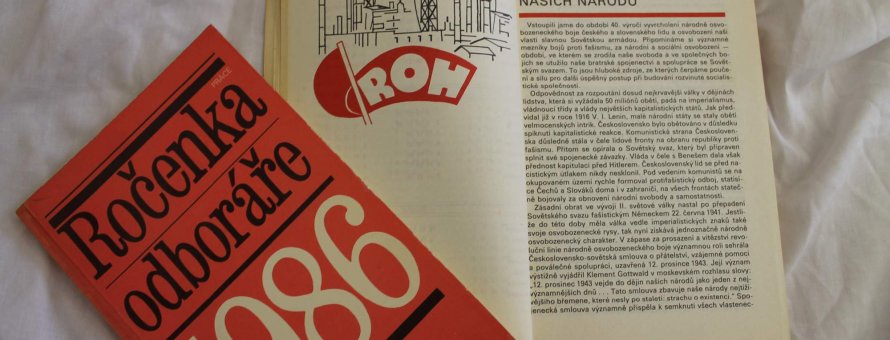 PRÁCE
Ročenka
odboráře
1986
ROH
NAŠICH NÁRODŮ
Vstoupili jsme do období 40. výročí vyvrcholení národně osvo-
bozeneckého boje českého a slovenského lidu a osvobození naší
vlasti slavnou Sovětskou armádou. Připomínáme si významné
mezníky bojů proti fašismu, za národní a sociální osvobození —
období, ve kterém se zrodila naše svoboda a ve společných bo-
jích se utužilo naše bratrské spojenectví a spolupráce se Sovět-
ským svazem. To jsou hluboké zdroje, ze kterých čerpáme pouče-
ní a sílu pro další úspěšný postup při budování rozvinuté socialis-
tické společnosti.
Odpovědnost za rozpoutání dosud nejkrvavější války v dějinách
lidstva, která si vyžádala 50 miliónů obětí, padá na imperialismus,
vládnoucí třídy a vlády největších kapitalistických států. Jak před-
vídal již v roce 1916 V. I. Lenin, malé národní státy se staly obětí
velmocenských intrik. Československo bylo obětováno v důsledku
spiknutí kapitalistické reakce. Komunistická strana Českosloven-
ska důsledně stála v čele lidové fronty na obranu republiky proti
fašismu. Přitom se opírala o Sovětský svaz, který byl připraven
splnit své spojenecké závazky. Vláda v čele s Benešem dela však
přednost kapitulaci před Hitlerem. Československý lid se před na-
cistickým útlakem nikdy nesklonil. Pod vedením komunistů se na
okupovaném území rychle formoval protifašistický odboj, statisí-
ce Čechů a Slováků doma i v zahraničí, na všech frontách stateč-
ně bojovaly za obnovení národní svobody a samostatnosti.
Zásadní obrat ve vývoji II. světové války nastal po přepadení
Sovětského svazu fašistickým Německem 22. června 1941. Jestli-
že do této doby měla válka vedle imperialistických znaků také
svoje osvobozenecké rysy, tak nyní získává jednoznačně národně
osvobozenecký charakter. V zápase za prosazení a vítězství revo-
luční linie národně osvobozeneckého boje významnou roli sehrála
Československo-sovětská smlouva o přátelství, vzájemné pomoci
a poválečné spolupráci, uzavřená 12. prosince 1943. Její význam
výstižně vyjádřil Klement Gottwald v moskevském rozhlasu slovy:
„12. prosinec 1943 vejde do dějin našich národů jako jeden z nej-
významnějších dnů . . . Tato smlouva zbavuje naše národy nejtíži-
vějšího břemene, které nesly po staletí: strachu o existenci.“ Spo-
jenecká smlouva významně přispěla k semknutí všech vlastenec-